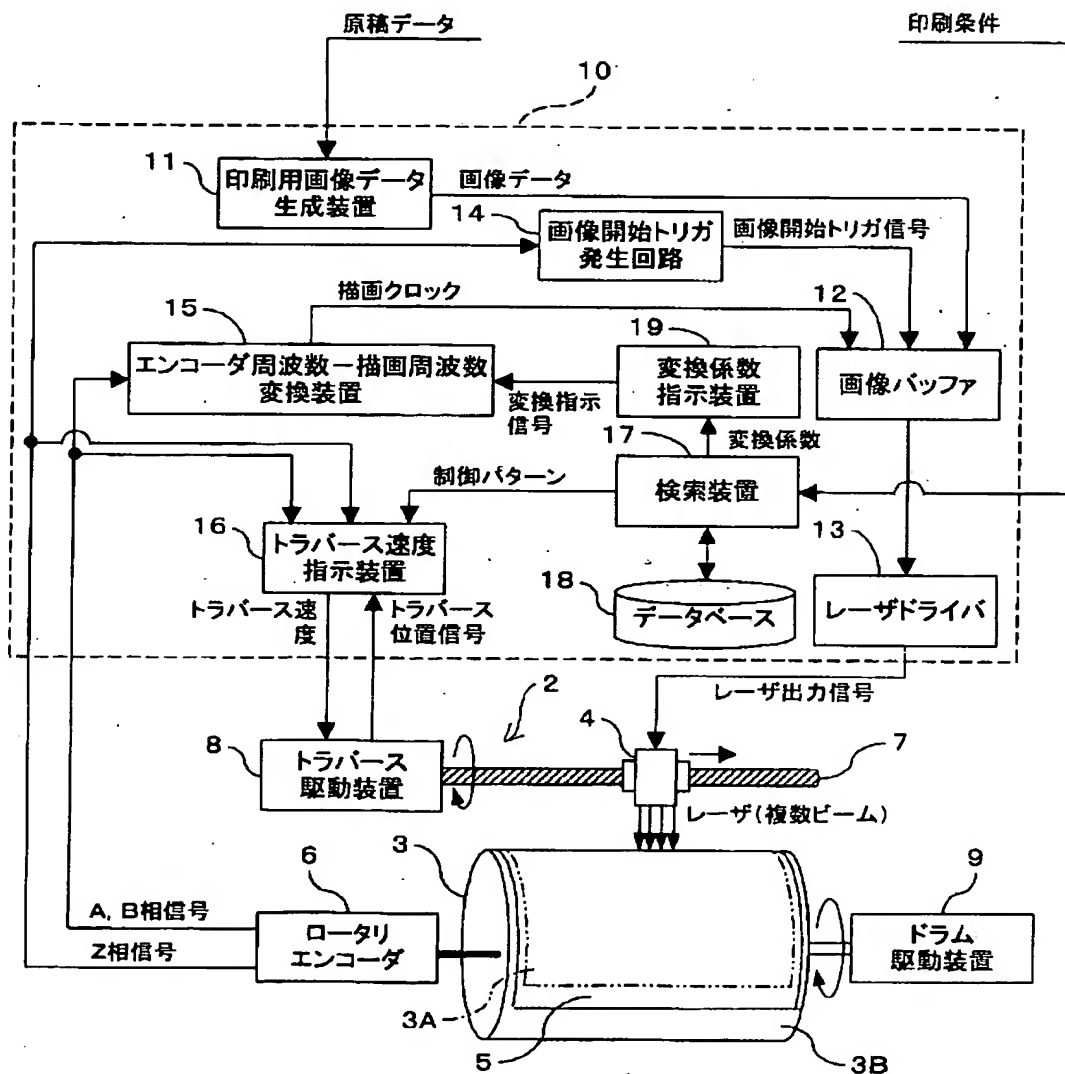 原稿データ
印刷条件
10
11
印刷用画像データ
生成装置
画像データ
14
画像開始トリガ
発生回路
画像開始トリガ信号
描画クロック
15
エンコーダ周波数－描画周波数
変換装置
19
変換係数
指示装置
12
画像バッファ
変換指示
信号
変換係数
17
検索装置
制御パターン
16
トラバース速度
指示装置
13
レーザドライバ
18
データベース
トラバース速
度
トラバース
位置信号
レーザ出力信号
2
4
7
8
トラバース
駆動装置
レーザ(複数ビーム)
3
6
9
A, B相信号
Z相信号
ロータリ
エンコーダ
ドラム
駆動装置
3A
5
3B